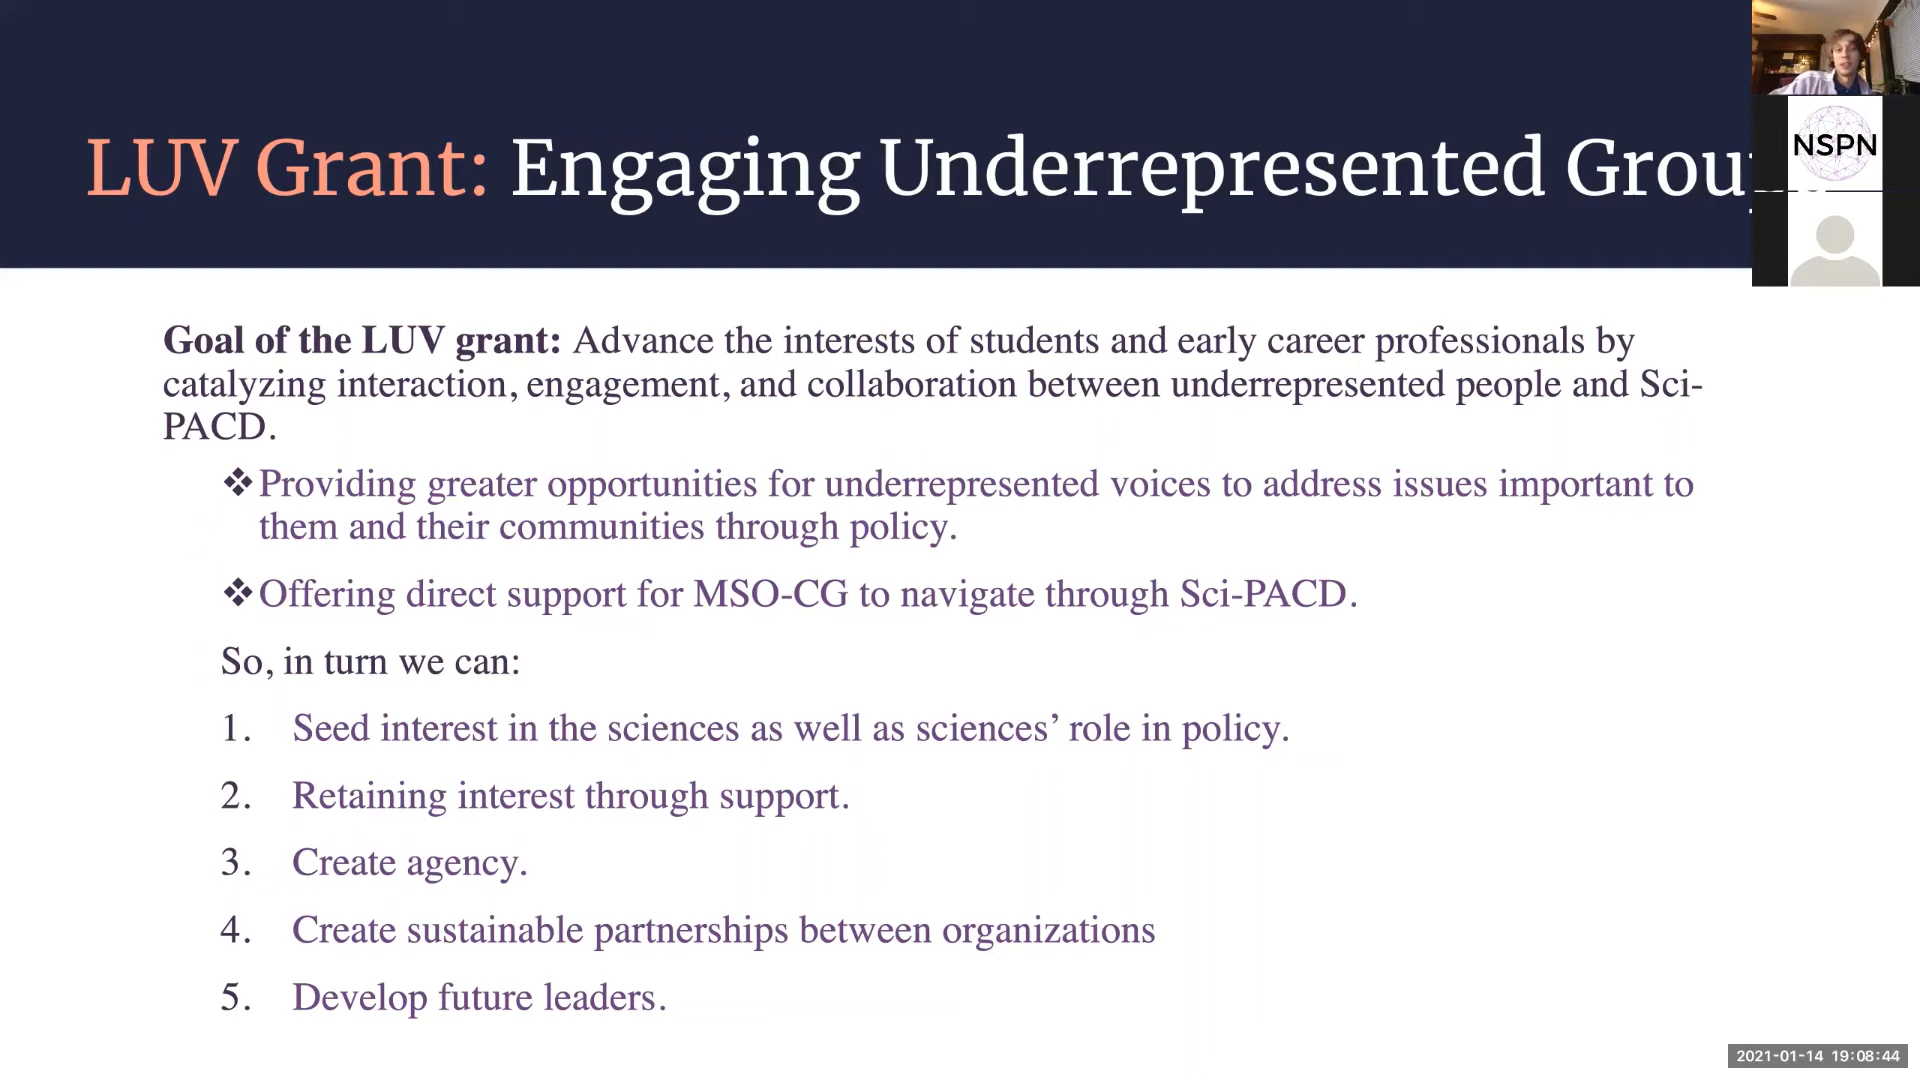 LUV Grant: Engaging Underrepresented
NSPN
Goal of the LUV grant: Advance the interests of students and early career professionals by
catalyzing interaction, engagement, and collaboration between underrepresented people and Sci-
PACD.
❖Providing greater opportunities for underrepresented voices to address issues important to
them and their communities through policy.
❖Offering direct support for MSO-CG to navigate through Sci-PACD.
So, in turn we can:
1. Seed interest in the sciences as well as sciences’ role in policy.
2. Retaining interest through support.
3. Create agency.
4. Create sustainable partnerships between organizations
5. Develop future leaders.
2021-01-14 19:08:44